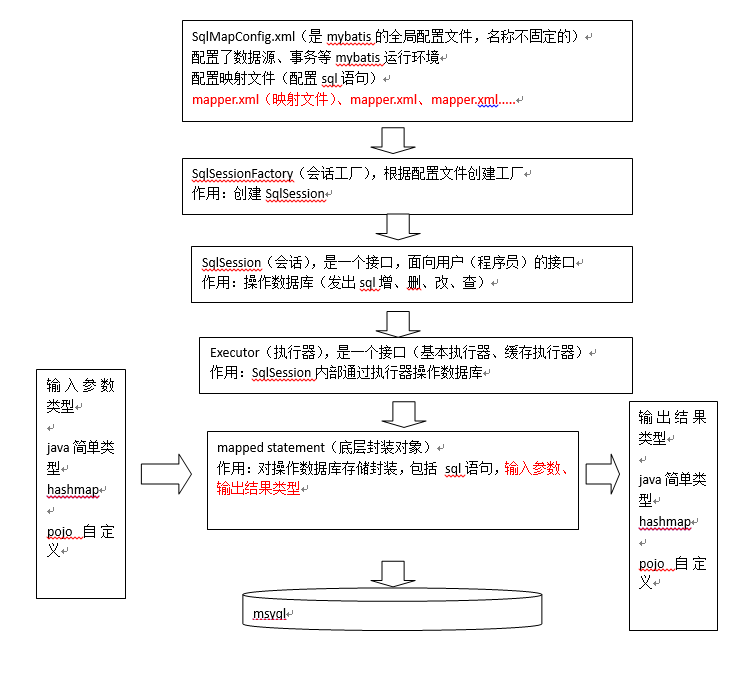 SqlMapConfig.xml（是 mybatis 的全局配置文件，名称不固定的）
配置了数据源、事务等 mybatis 运行环境
配置映射文件（配置 sql 语句）
mapper.xml（映射文件）、mapper.xml、mapper.xml.....
SqlSessionFactory（会话工厂），根据配置文件创建工厂
作用：创建 SqlSession
SqlSession（会话），是一个接口，面向用户（程序员）的接口
作用：操作数据库（发出 sql 增、删、改、查）
Executor（执行器），是一个接口（基本执行器、缓存执行器）
作用：SqlSession 内部通过执行器操作数据库
输入参数
类型
java 简单类
型
hashmap
pojo 自定
义
mapped statement（底层封装对象）
作用：对操作数据库存储封装，包括 sql 语句，输入参数、
输出结果类型
输出结果
类型
java 简单类
型
hashmap
pojo 自定
义
msyql